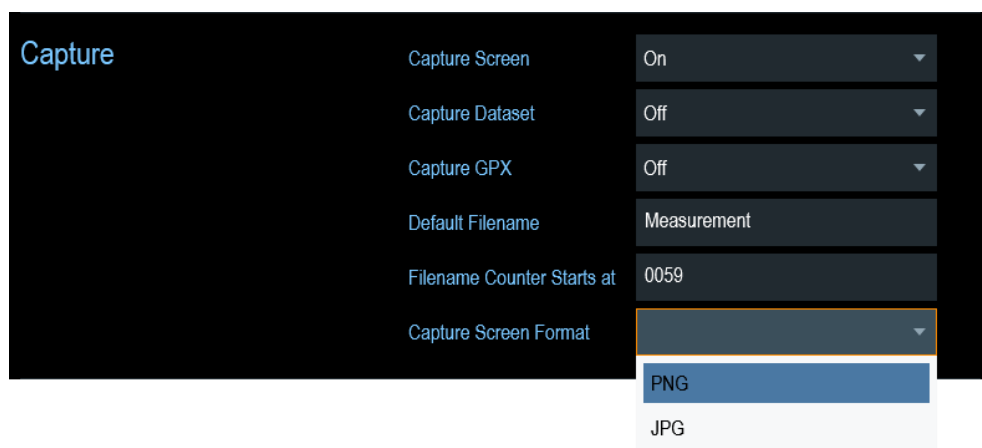 Capture
Capture Screen On
Capture Dataset Off
Capture GPX Off
Default Filename Measurement
Filename Counter Starts at 0059
Capture Screen Format
PNG
JPG